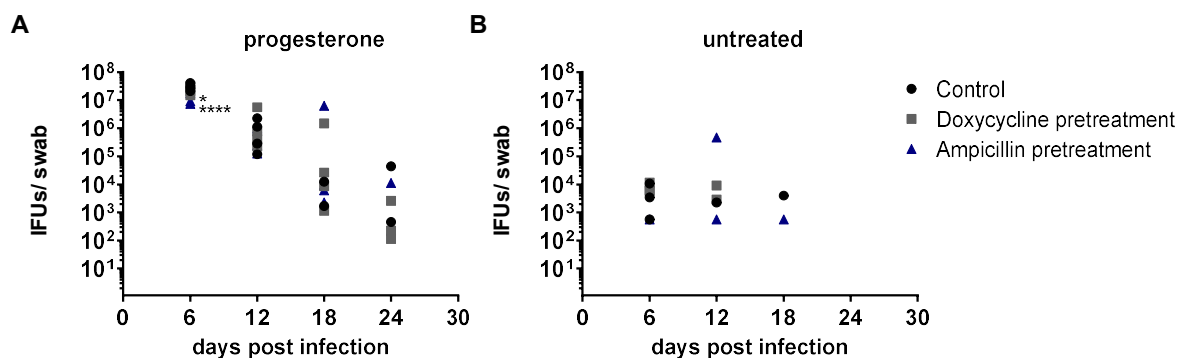 A
progesterone
IFUs/ swab
10⁸
10⁷
10⁶
10⁵
10⁴
10³
10²
10¹
*
****
0 6 12 18 24 30
days post infection
B
untreated
IFUs/ swab
10⁸
10⁷
10⁶
10⁵
10⁴
10³
10²
10¹
0 6 12 18 24 30
days post infection
Control
Doxycycline pretreatment
Ampicillin pretreatment